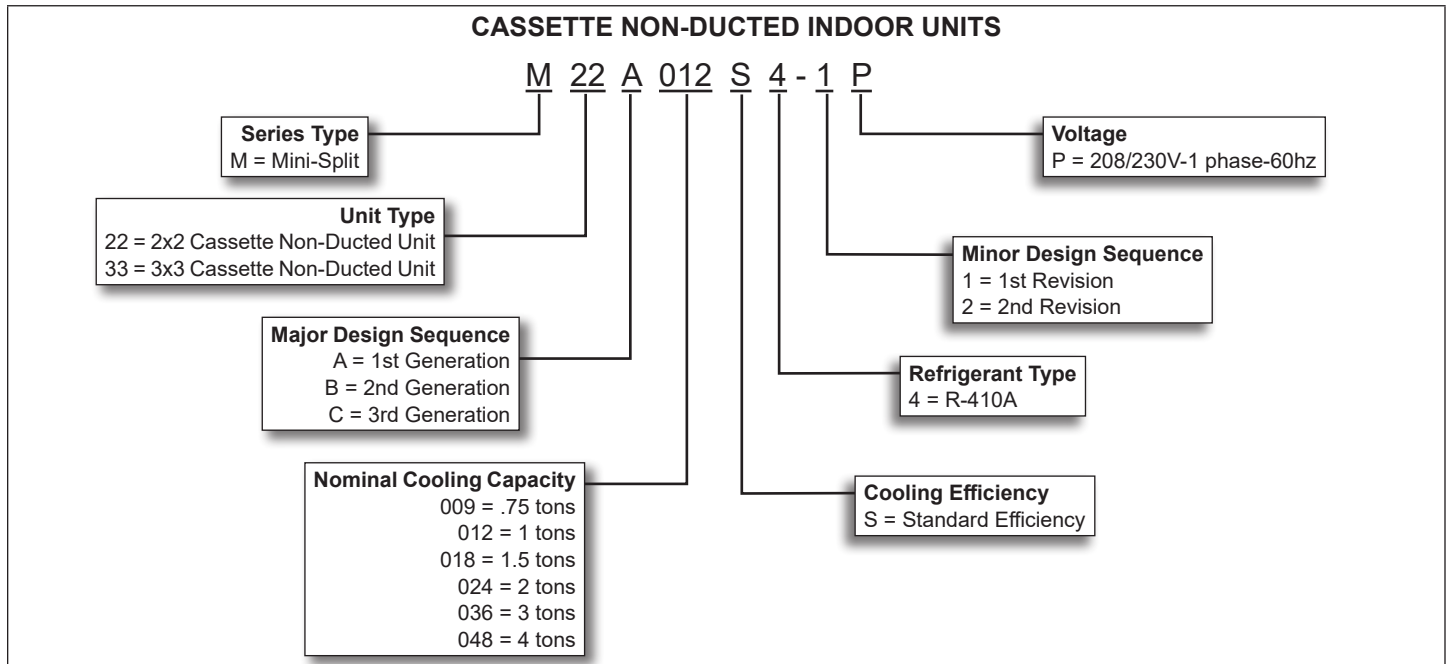 CASSETTE NON-DUCTED INDOOR UNITS
M 22 A 012 S 4 - 1 P
Series Type
M = Mini-Split
Unit Type
22 = 2x2 Cassette Non-Ducted Unit
33 = 3x3 Cassette Non-Ducted Unit
Major Design Sequence
A = 1st Generation
B = 2nd Generation
C = 3rd Generation
Nominal Cooling Capacity
009 = .75 tons
012 = 1 tons
018 = 1.5 tons
024 = 2 tons
036 = 3 tons
048 = 4 tons
Voltage
P = 208/230V-1 phase-60hz
Minor Design Sequence
1 = 1st Revision
2 = 2nd Revision
Refrigerant Type
4 = R-410A
Cooling Efficiency
S = Standard Efficiency